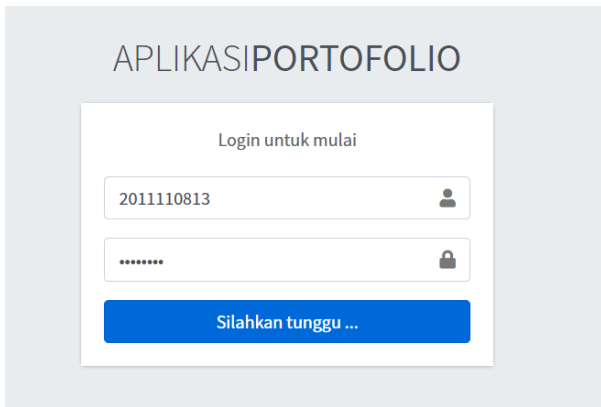 APLIKASIPORTOFOLIO
Login untuk mulai
2011110813
••••••••
Silahkan tunggu ...